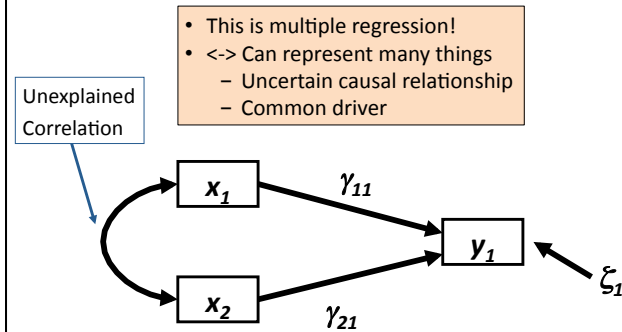 • This is multiple regression!
• <-> Can represent many things
– Uncertain causal relationship
– Common driver
Unexplained
Correlation
x₁
γ₁₁
y₁
ζ₁
x₂
γ₂₁